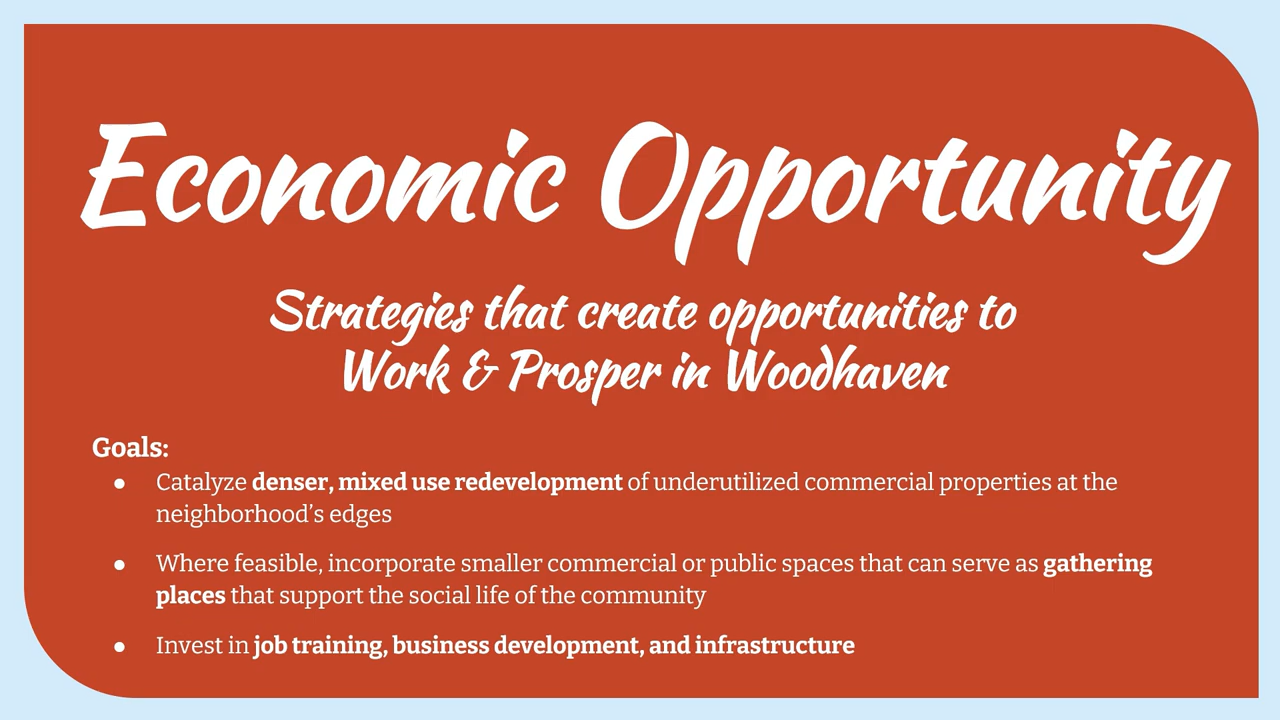 Economic Opportunity
Strategies that create opportunities to
Work & Prosper in Woodhaven
Goals:
● Catalyze denser, mixed use redevelopment of underutilized commercial properties at the
neighborhood’s edges
● Where feasible, incorporate smaller commercial or public spaces that can serve as gathering
places that support the social life of the community
● Invest in job training, business development, and infrastructure